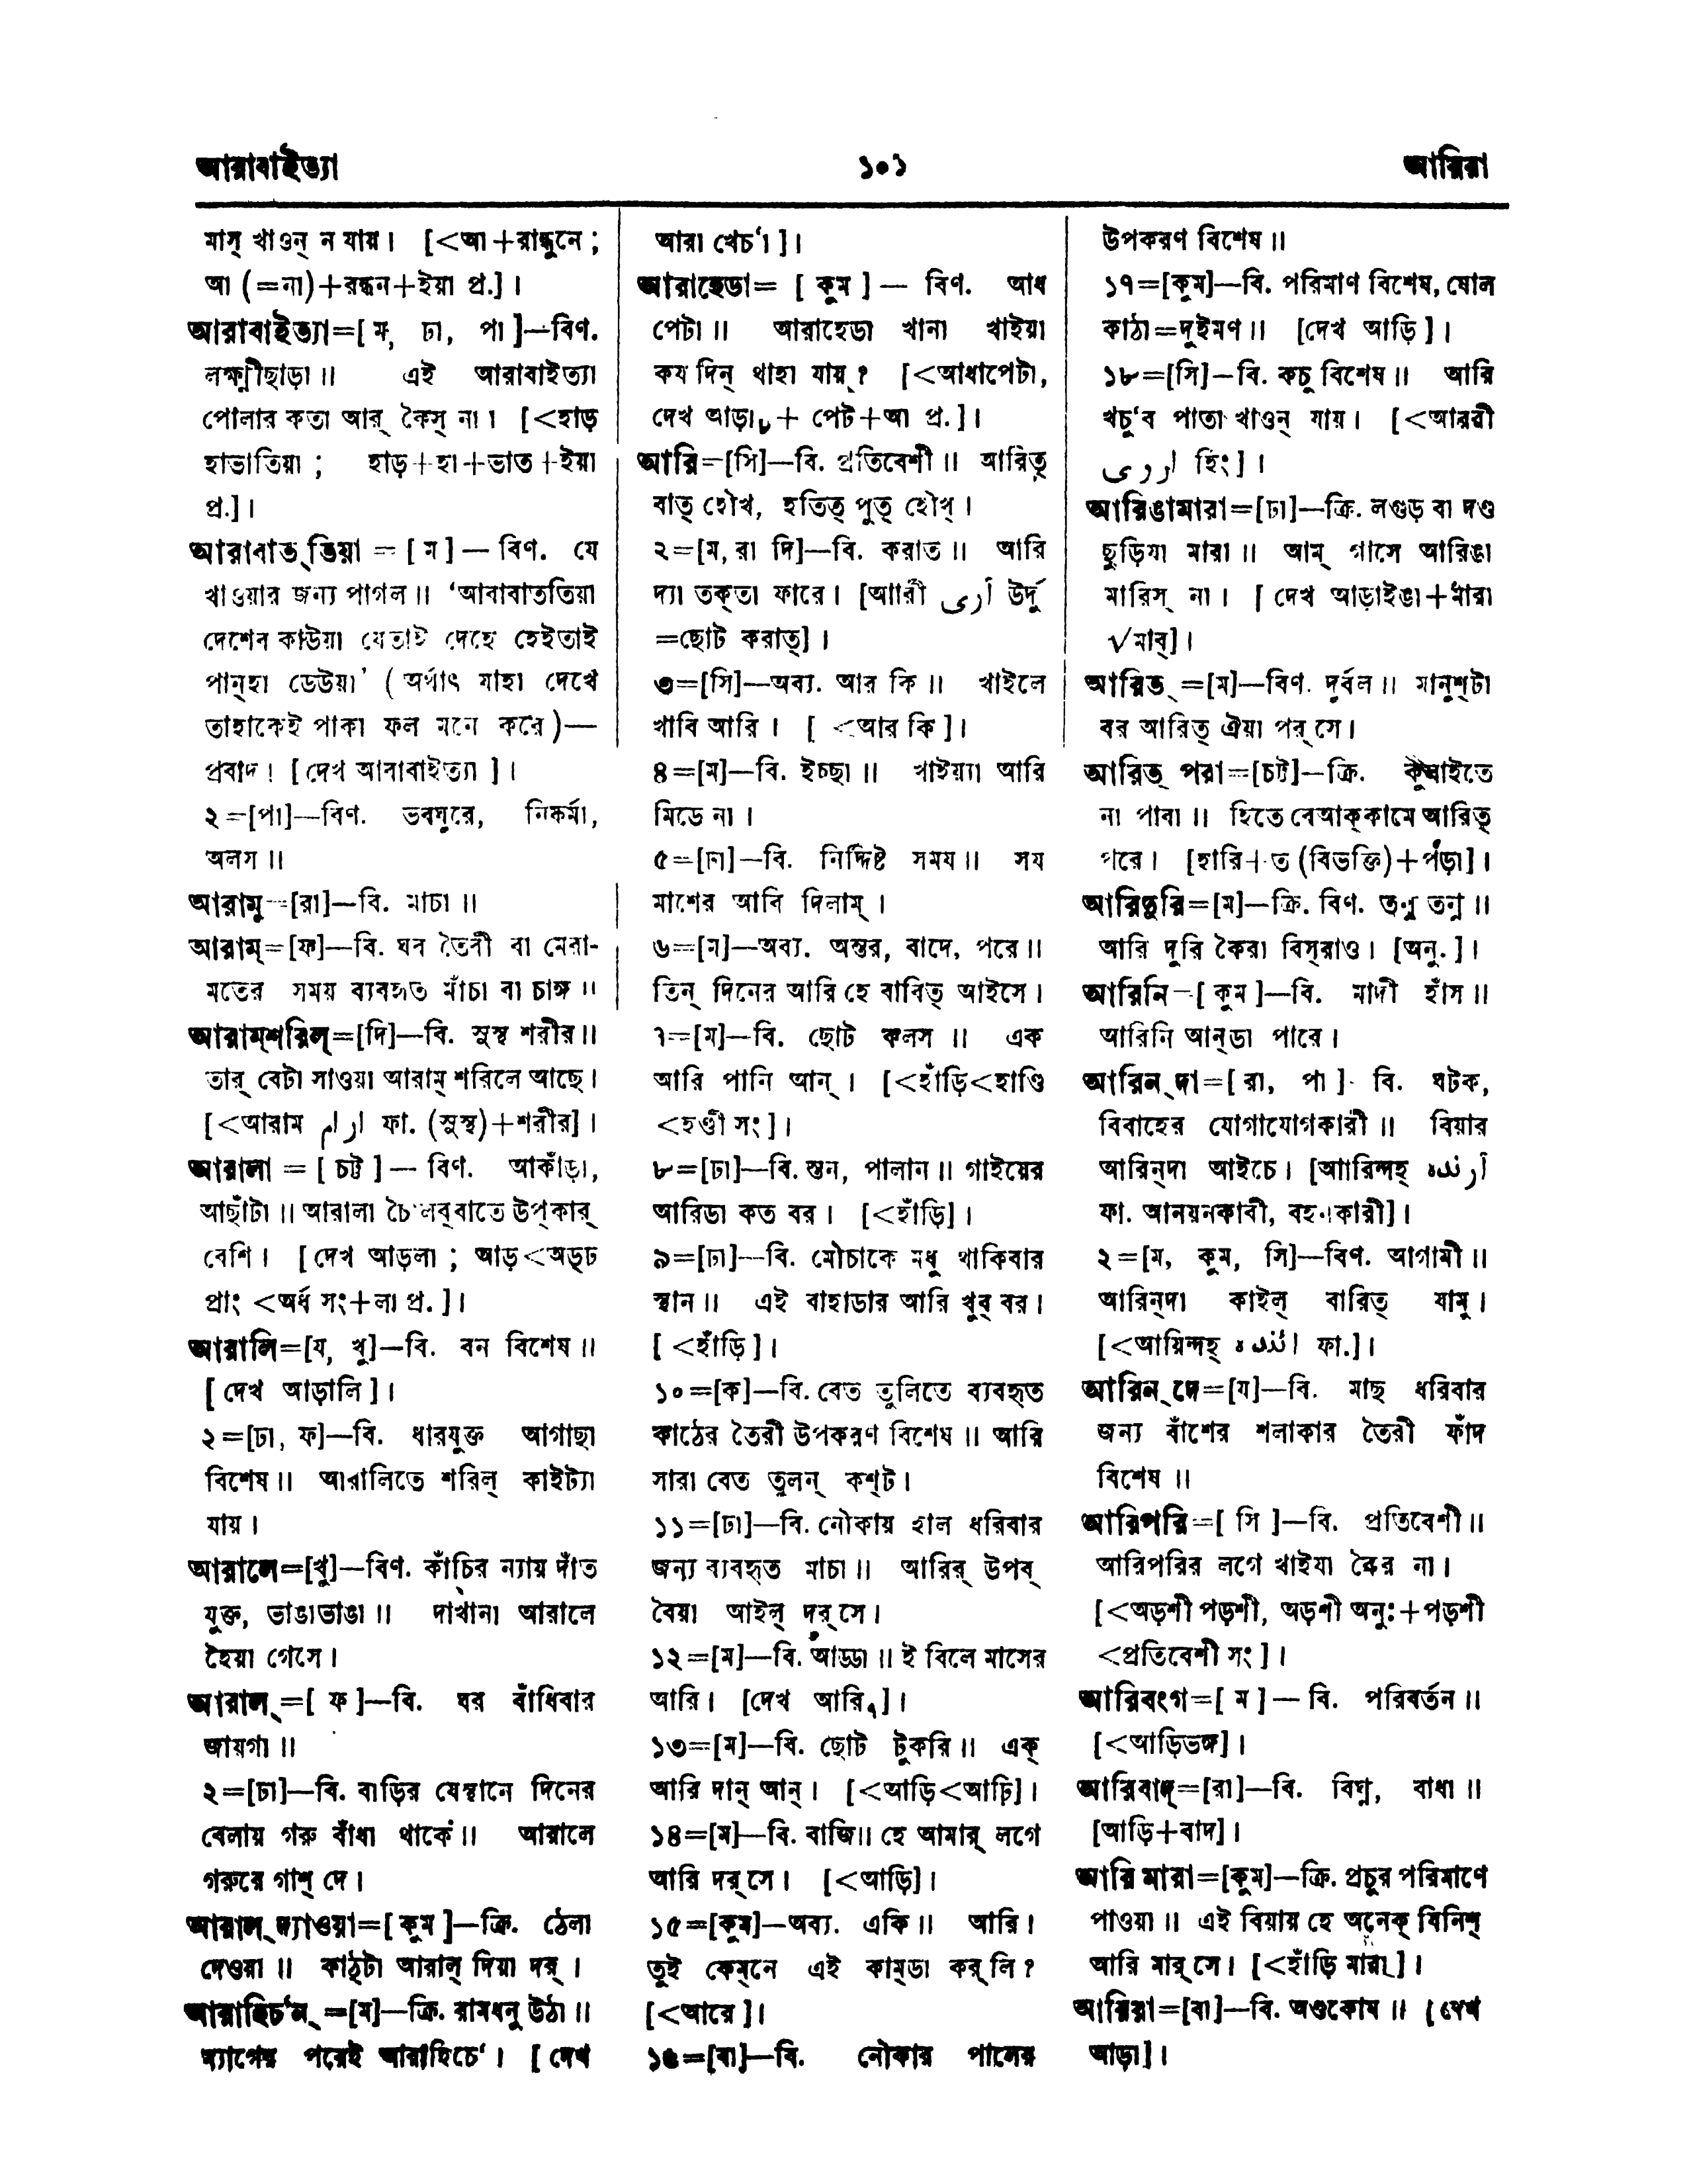 আরাবাইত্যা ১০১ আরিরা
মাস্ খাওন্ ন যায়। [<আ+রান্ধুনে ;
আ (=না)+রন্ধন+ইয়া প্র.]।
আরাবাইত্যা=[ ম, ঢা, পা ]—বিণ.
লক্ষ্মীছাড়া॥ এই আরাবাইত্যা
পোলার কতা আর্ কৈস্ না। [<হাড়
হাভাতিয়া ; হাড়+হা+ভাত+ইয়া
প্র.]।
আরাবাত্তিয়া = [ ম ] — বিণ. যে
খাওয়ার জন্য পাগল॥ ‘আবাবাততিয়া
দেশেন কাউয়া যেতাই দেহে হেইতাই
পান্হা ডেউয়া’ ( অর্থাৎ যাহা দেখে
তাহাকেই পাকা ফল মনে করে )—
প্রবাদ। [ দেখ আবাবাইত্যা ]।
২=[পা]—বিণ. ভবঘুরে, নিষ্কর্মা,
অলস॥
আরামু=[রা]—বি. মাচা॥
আরাম্=[ফ]—বি. ঘব তৈবী বা মেরা-
মতের সময় ব্যবহৃত মাঁচা বা চাঙ্গ॥
আরাম্শরিল্=[দি]—বি. সুস্থ শরীর॥
তার্ বেটা সাওয়া আরাম্ শরিলে আছে।
[<আরাম ارام ফা. (সুস্থ)+শরীর]।
আরালা = [ চট্ট ] — বিণ. আকাঁড়া,
আছাঁটা॥ আরালা চৈ'লব্বাতে উপ্কার্
বেশি। [ দেখ আড়লা ; আড়<অড্ঢ
প্রাং <অর্ধ সং+লা প্র. ]।
আরালি=[য, খু]—বি. বন বিশেষ॥
[ দেখ আড়ালি ]।
২=[ঢা, ফ]—বি. ধারযুক্ত আগাছা
বিশেষ॥ আরালিতে শরিল্ কাইট্যা
যায়।
আরালে=[খু]—বিণ. কাঁচির ন্যায় দাঁত
যুক্ত, ভাঙাভাঙা॥ দাখানা আরালে
হৈয়া গেসে।
আরাল্=[ ফ ]—বি. ঘর বাঁধিবার
জায়গা॥
২=[ঢা]—বি. বাড়ির যেস্থানে দিনের
বেলায় গরু বাঁধা থাকে॥ আরালে
গরুরে গাশ্ দে।
আরাল্ দ্যাওয়া=[ কুম ]—ক্রি. ঠেলা
দেওয়া॥ কাঠ্টা আরাল্ দিয়া দর্।
আরাহিচ‘ন্=[ম]—ক্রি. রামধনু উঠা॥
ম্যাগের পরেই আরাহিচে‘। [ দেখ
আরা খেচ‘া ]।
আরাহেডা= [ কুম ] — বিণ. আধ
পেটা॥ আরাহেডা খানা খাইয়া
কয দিন্ থাহা যায়্? [<আধাপেটা,
দেখ আড়া৮ + পেট+আ প্র.]।
আরি=[সি]—বি. প্রতিবেশী॥ আরিত্
বাত্ হৌখ, হতিত্ পুত্ হৌখ্।
২=[ম, রা দি]—বি. করাত॥ আরি
দ্যা তক্তা ফারে। [আারী آری উর্দু
=ছোট করাত্]।
৩=[সি]—অব্য. আর কি॥ খাইলে
খাবি আরি। [ <আর কি ]।
৪=[ম]—বি. ইচ্ছা॥ খাইয়্যা আরি
মিডে না।
৫=[ঢা]—বি. নির্দ্দিষ্ট সময॥ সয
মাশের আবি দিলাম্।
৬=[ম]—অব্য. অন্তর, বাদে, পরে॥
তিন্ দিনের আরি হে বাবিত্ আইসে।
৭=[ম]—বি. ছোট কলস॥ এক
আরি পানি আন্। [<হাঁড়ি<হাণ্ডি
<হণ্ডী সং]।
৮=[ঢা]—বি. স্তন, পালান॥ গাইয়ের
আরিডা কত বর। [<হাঁড়ি]।
৯=[ঢা]—বি. মৌচাকে মধু থাকিবার
স্থান॥ এই বাহাডার আরি খুব্ বর।
[ <হাঁড়ি ]।
১০=[ক]—বি. বেত তুলিতে ব্যবহৃত
কাঠের তৈরী উপকরণ বিশেষ॥ আরি
সারা বেত তুলন্ কশ্ট।
১১=[ঢা]—বি. নৌকায় হাল ধরিবার
জন্য ব্যবহৃত মাচা॥ আরির্ উপব্
বৈয়া আইল্ দর্সে।
১২=[ম]—বি. আড্ডা॥ ই বিলে মাসের
আরি। [দেখ আরি১]।
১৩=[ম]—বি. ছোট টুকরি॥ এক্
আরি দান্ আন্। [<আড়ি<আঢ়ি]।
১৪=[ম]—বি. বাজি॥ হে আমার্ লগে
আরি দর্সে। [<আড়ি]।
১৫=[কুম]—অব্য. একি॥ আরি।
তুই কেম্নে এই কাম্ডা কর্লি?
[<আরে]।
১৬=[বা]—বি. নৌকার পালের
উপকরণ বিশেষ॥
১৭=[কুম]—বি. পরিমাণ বিশেষ, ষোল
কাঠা=দুইমণ॥ [দেখ আড়ি]।
১৮=[সি]—বি. কচু বিশেষ॥ আরি
খচু‘ব পাতা খাওন্ যায়। [<আররী
اروی হিং]।
আরিঙামারা=[ঢা]—ক্রি. লগুড় বা দণ্ড
ছুড়িযা মারা॥ আম্ গাসে আরিঙা
মারিস্ না। [ দেখ আড়াইঙা+মারা
√মাব্]।
আরিত্=[ম]—বিণ. দুর্বল॥ মানুশ্টা
বর আরিত্ ঐয়া পর্সে।
আরিত্ পরা=[চট্ট]—ক্রি. কুলাইতে
না পাবা॥ হিতে বেআক্কামে আরিত্
পরে। [হারি+ত (বিভক্তি)+পড়া]।
আরিদুরি=[ম]—ক্রি. বিণ. তন্ন তন্ন॥
আরি দুরি কৈরা বিস্রাও। [অনু.]।
আরিনি=[ কুম ]—বি. মাদী হাঁস॥
আরিনি আন্ডা পারে।
আরিন্দা=[ রা, পা ] বি. ঘটক,
বিবাহের যোগাযোগকারী॥ বিয়ার
আরিন্দা আইচে। [আারিন্দহ্ آرندہ
ফা. আনয়নকাবী, বহনকারী]।
২=[ম, কুম, সি]—বিণ. আগামী॥
আরিন্দা কাইল্ বারিত্ যামু।
[<আয়িন্দহ্ ائندہ ফা.]।
আরিন্দে=[য]—বি. মাছ ধরিবার
জন্য বাঁশের শলাকার তৈরী ফাঁদ
বিশেষ॥
আরিপরি=[ সি ]—বি. প্রতিবেশী॥
আরিপরির লগে খাইযা কৈর না।
[<অড়শী পড়শী, অড়শী অনুঃ+পড়শী
<প্রতিবেশী সং]।
আরিবংগ=[ ম ] — বি. পরিবর্তন॥
[<আড়িভঙ্গ]।
আরিবাদ্=[রা]—বি. বিঘ্ন, বাধা॥
[আড়ি+বাদ]।
আরি মারা=[কুম]—ক্রি. প্রচুর পরিমাণে
পাওয়া॥ এই বিয়ায় হে অনেক্ যিনিশ্
আরি মার্সে। [<হাঁড়ি মারা]।
আরিয়া=[বা]—বি. অণ্ডকোষ॥ [দেখ
আড়া]।